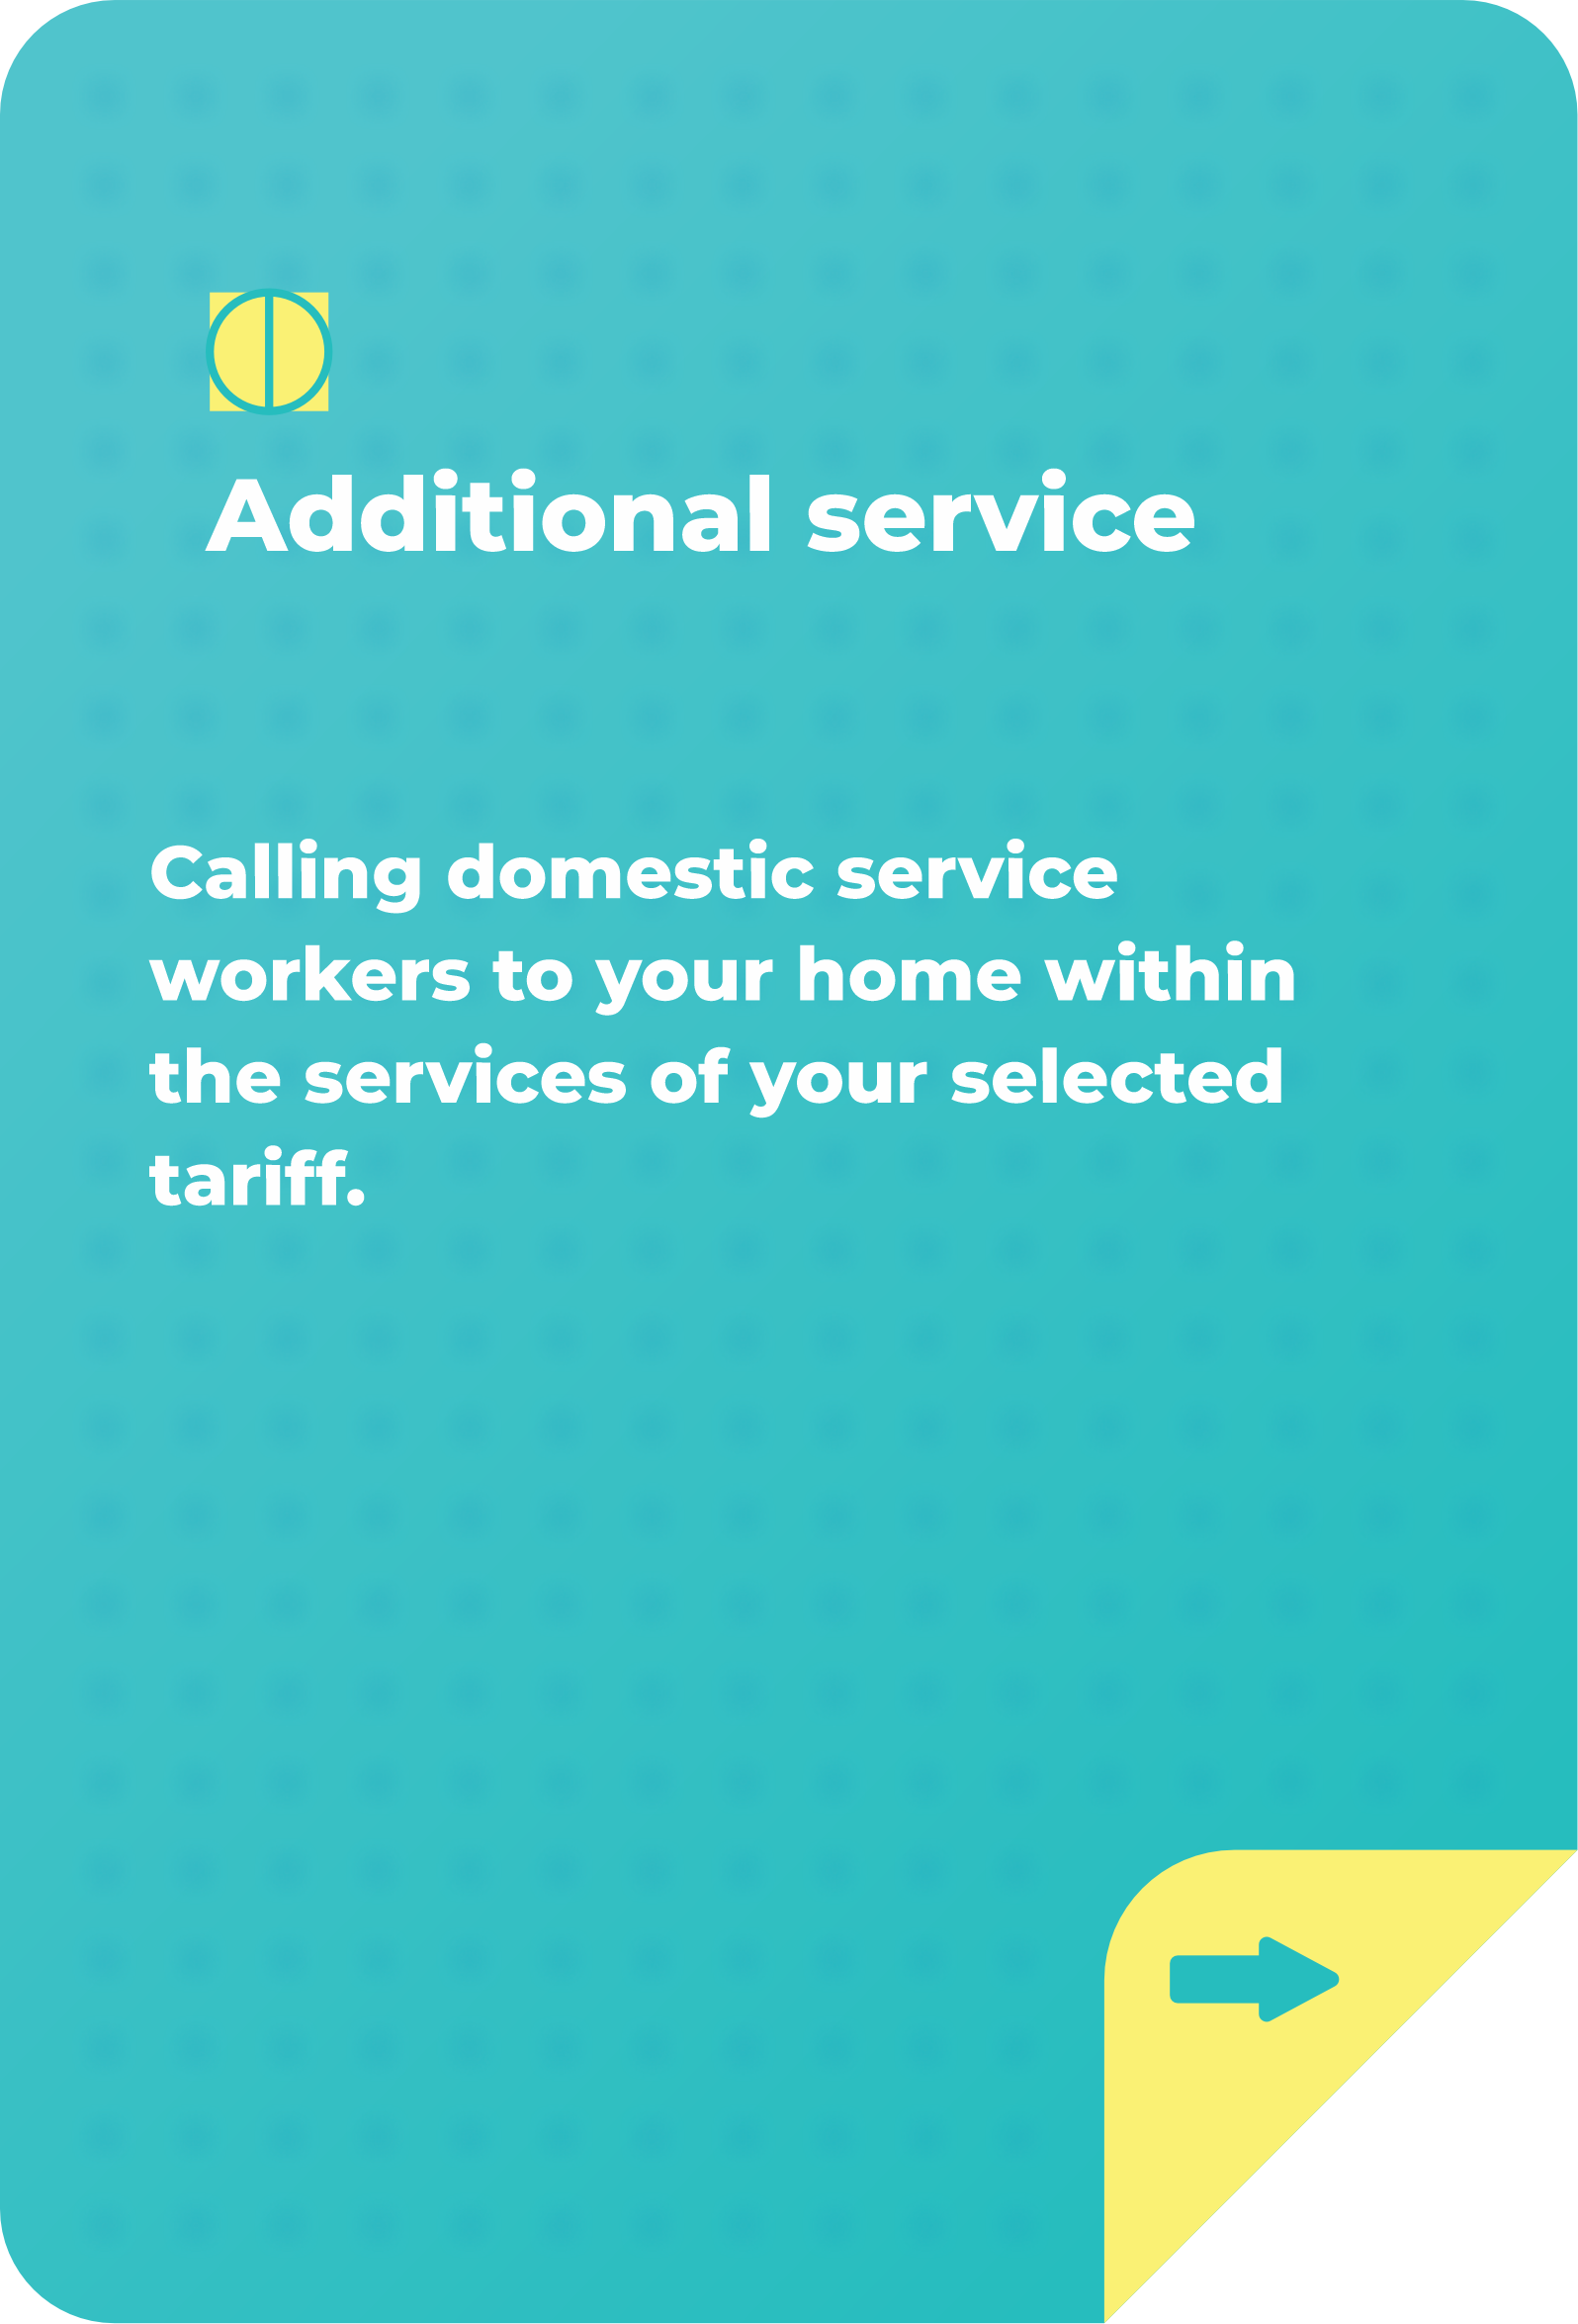 Additional service
Calling domestic service
workers to your home within
the services of your selected
tariff.